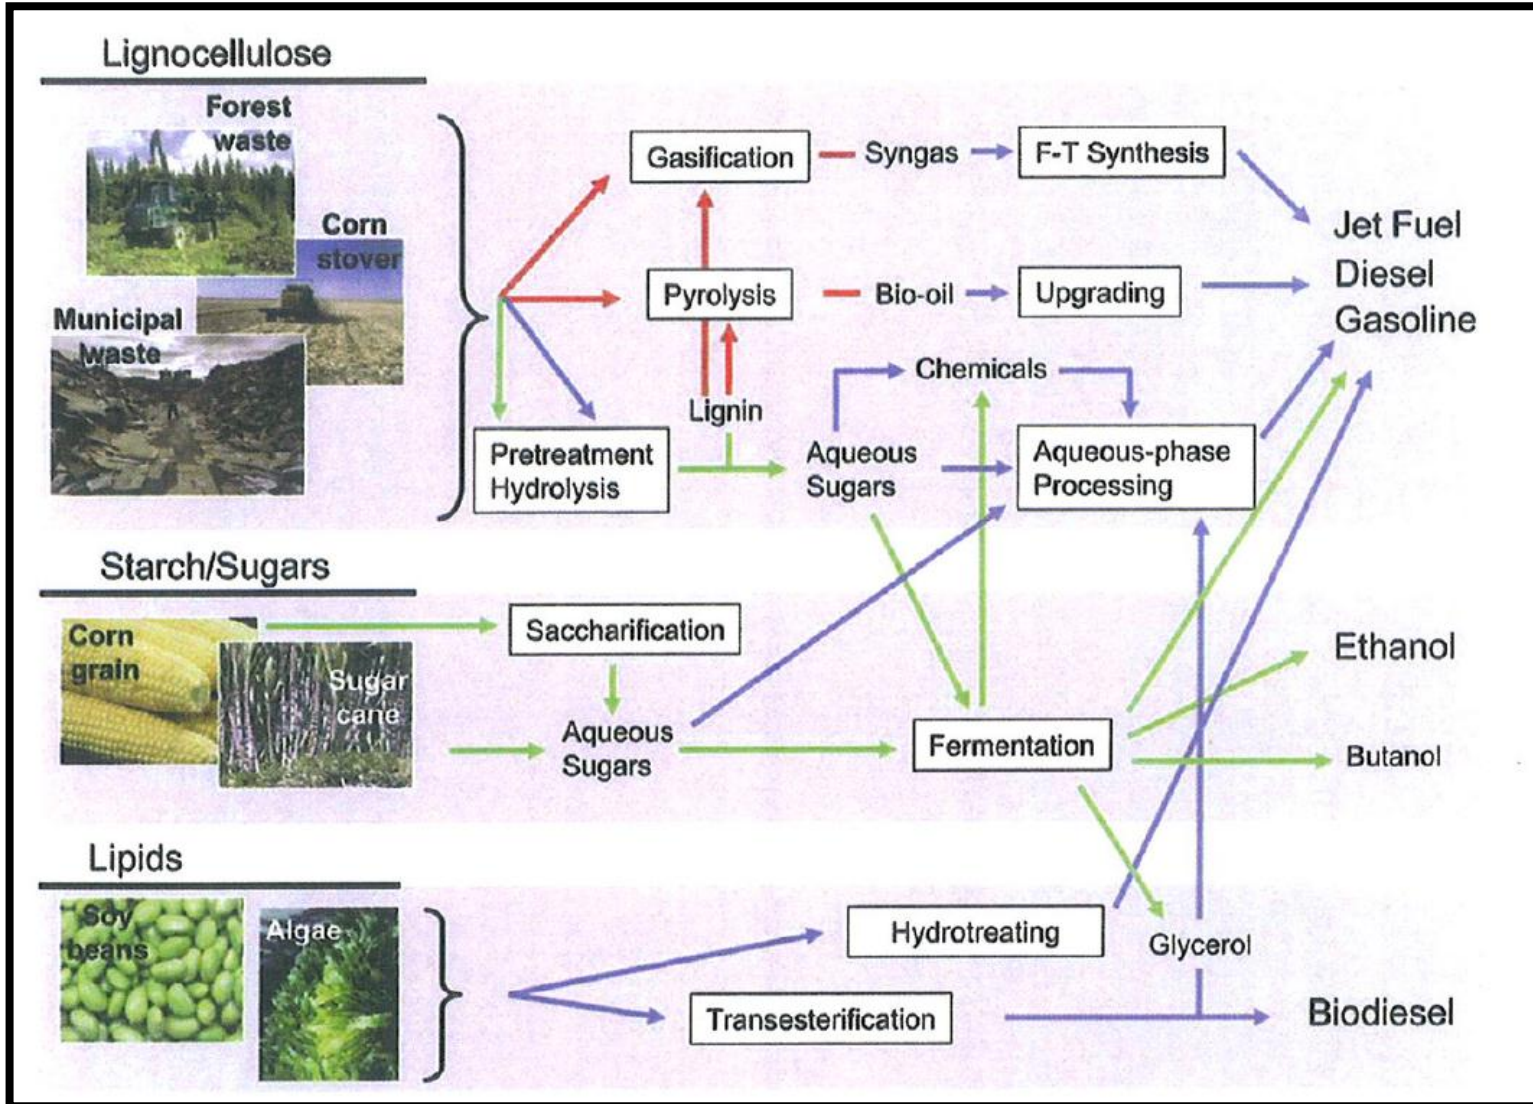 Lignocellulose
Forest
waste
Corn
stover
Municipal
waste
Gasification
Syngas
F-T Synthesis
Pyrolysis
Bio-oil
Upgrading
Jet Fuel
Diesel
Gasoline
Chemicals
Lignin
Pretreatment
Hydrolysis
Aqueous
Sugars
Aqueous-phase
Processing
Starch/Sugars
Corn
grain
Sugar
cane
Saccharification
Aqueous
Sugars
Fermentation
Ethanol
Butanol
Lipids
Soy
beans
Algae
Hydrotreating
Glycerol
Transesterification
Biodiesel